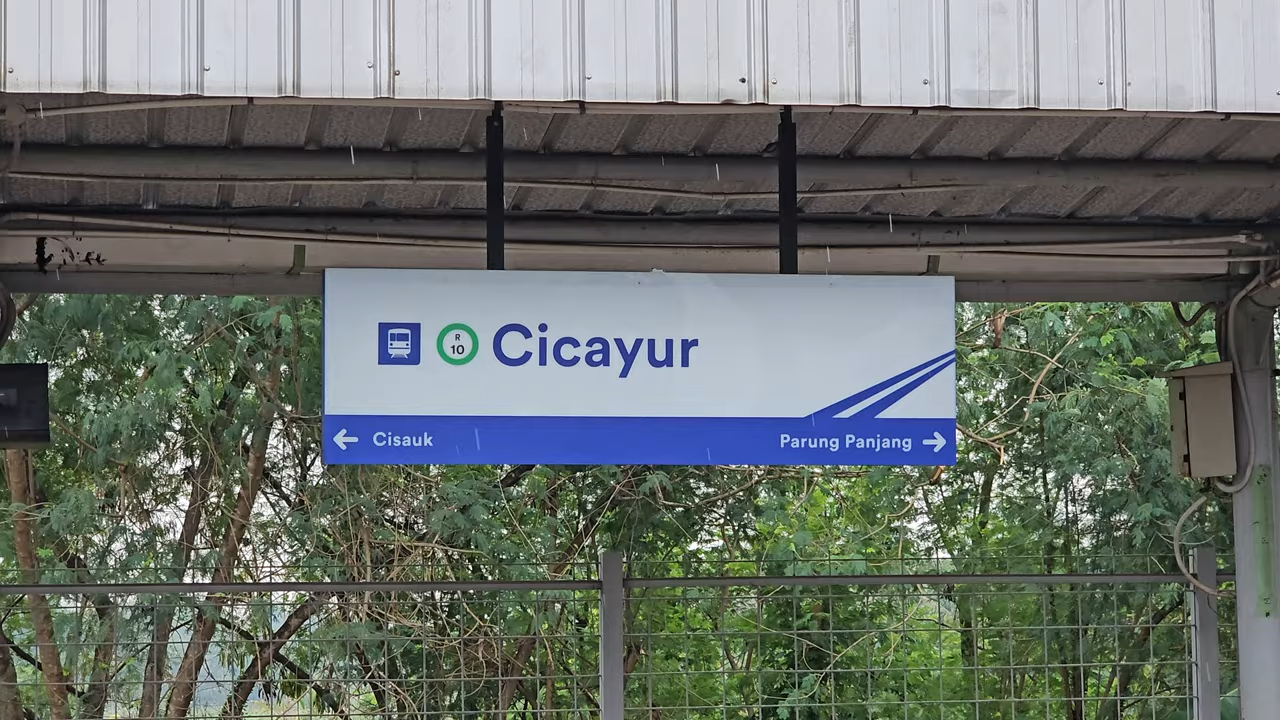 R
10
Cicayur
← Cisauk
Parung Panjang →